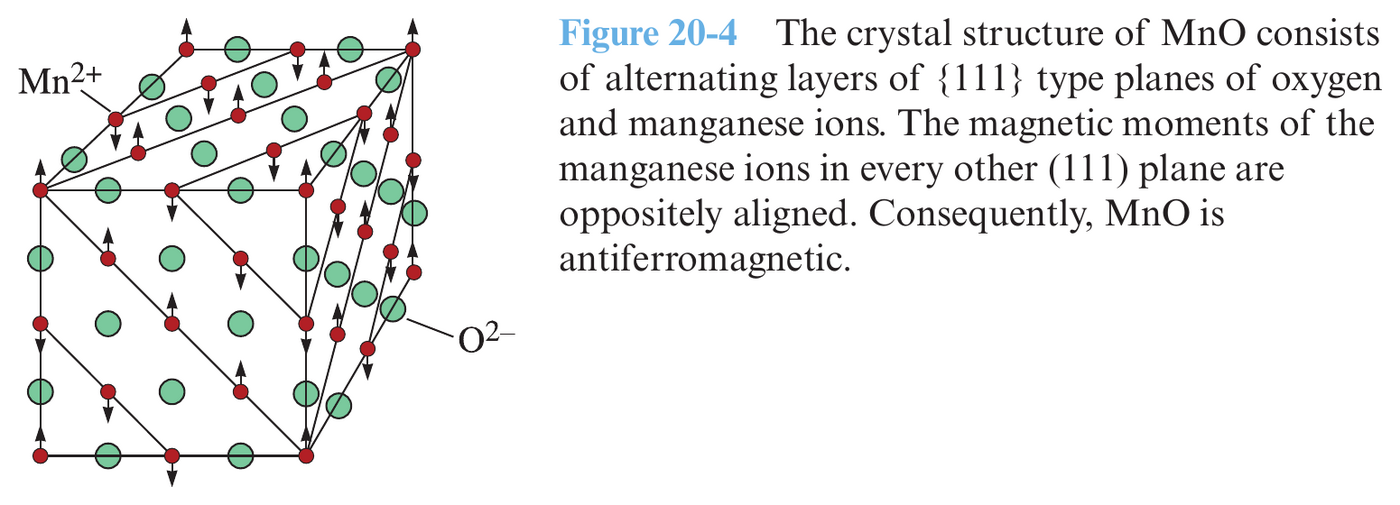 Mn2+
O2–
Figure 20-4 The crystal structure of MnO consists
of alternating layers of {111} type planes of oxygen
and manganese ions. The magnetic moments of the
manganese ions in every other (111) plane are
oppositely aligned. Consequently, MnO is
antiferromagnetic.